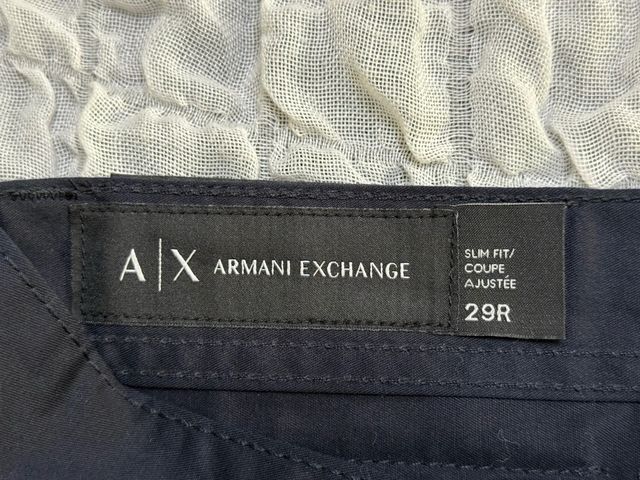 A|X ARMANI EXCHANGE
SLIM FIT/
COUPE
AJUSTÉE
29R